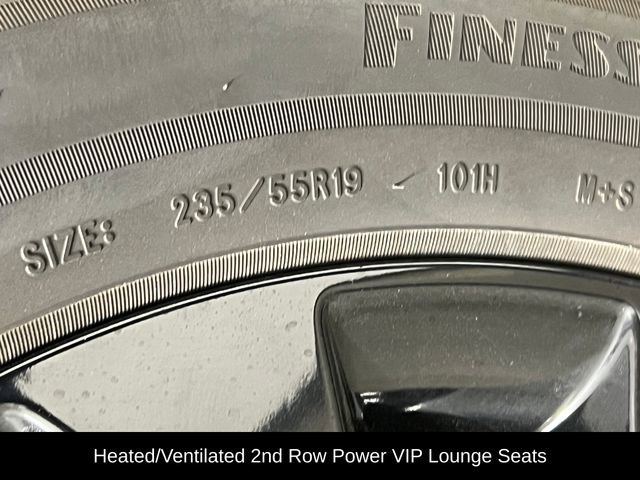 FINESS
SIZE: 235/55R19 101H M+S
Heated/Ventilated 2nd Row Power VIP Lounge Seats